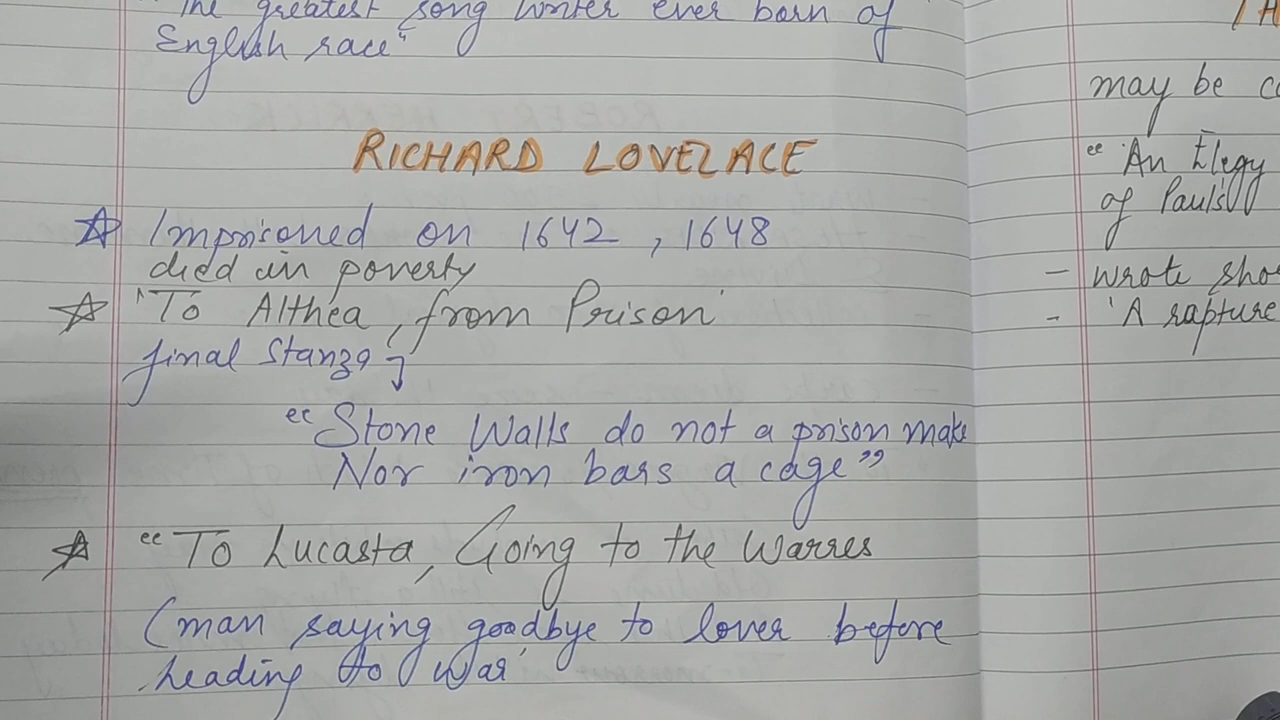 "The greatest song writer ever born of
English race"
RICHARD LOVELACE
☆ Imprisoned on 1642 , 1648
died in poverty
☆ 'To Althea, from Prison'
final Stanza
"Stone Walls do not a prison make
Nor iron bars a cage"
☆ "To Lucasta, Going to the Warres
(man saying goodbye to lover before
heading to war
may be
"An Elegy
of Paul's
- wrote
- 'A rapture